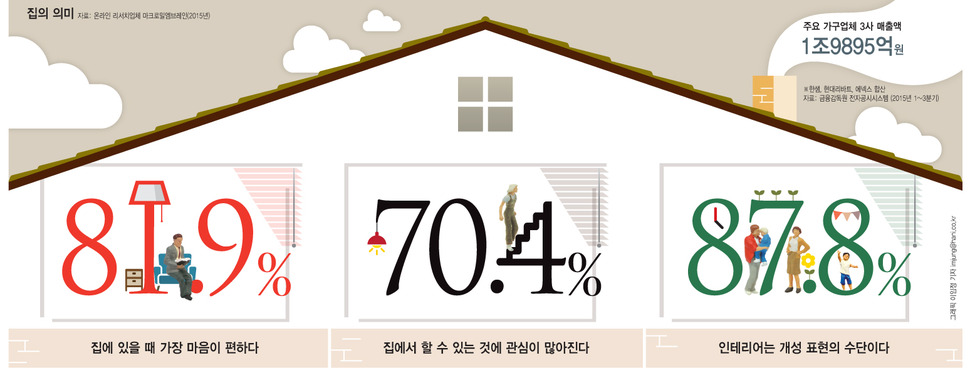 집의 의미 자료: 온라인 리서치업체 마크로밀엠브레인(2015년)
주요 가구업체 3사 매출액
1조9895억원
※한샘, 현대리바트, 에넥스 합산
자료: 금융감독원 전자공시시스템 (2015년 1~3분기)
81.9%
70.4%
87.8%
집에 있을 때 가장 마음이 편하다
집에서 할 수 있는 것에 관심이 많아진다
인테리어는 개성 표현의 수단이다